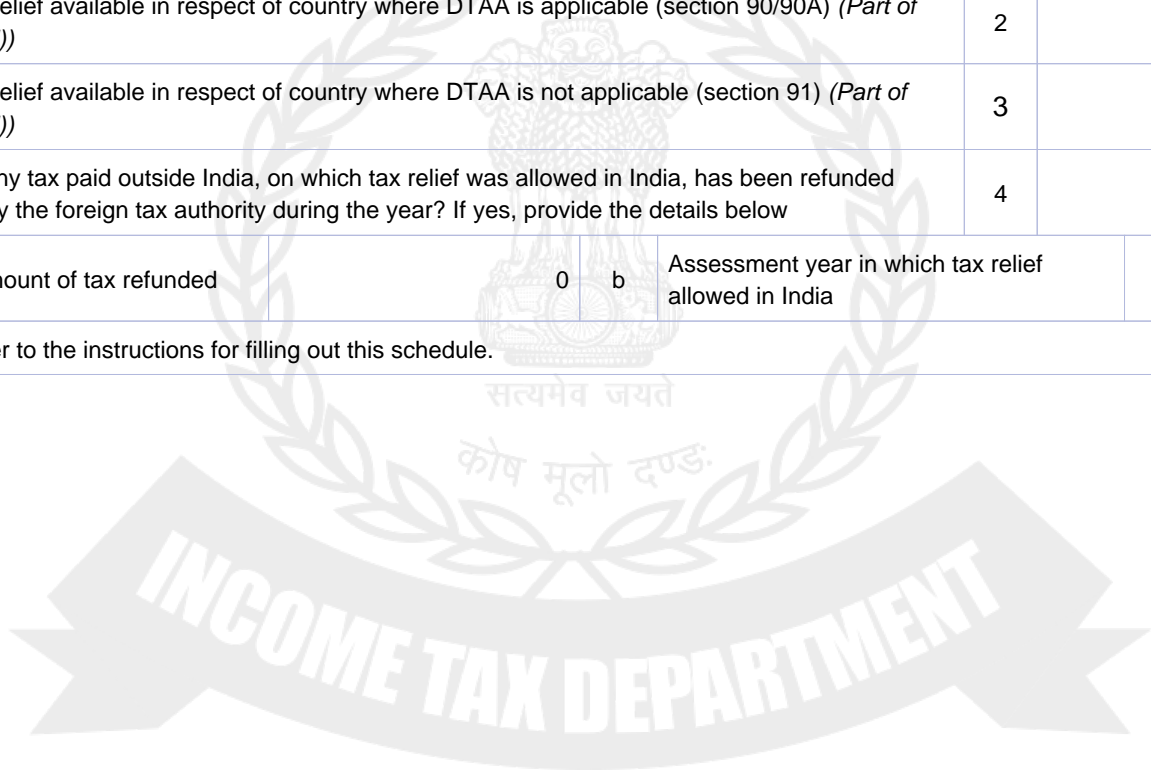 elief available in respect of country where DTAA is applicable (section 90/90A) (Part of
)) 2
elief available in respect of country where DTAA is not applicable (section 91) (Part of
)) 3
ny tax paid outside India, on which tax relief was allowed in India, has been refunded
y the foreign tax authority during the year? If yes, provide the details below 4
nount of tax refunded 0 b Assessment year in which tax relief
allowed in India
r to the instructions for filling out this schedule.
सत्यमेव जयते
कोष मूलो दण्डः
INCOME TAX DEPARTMENT